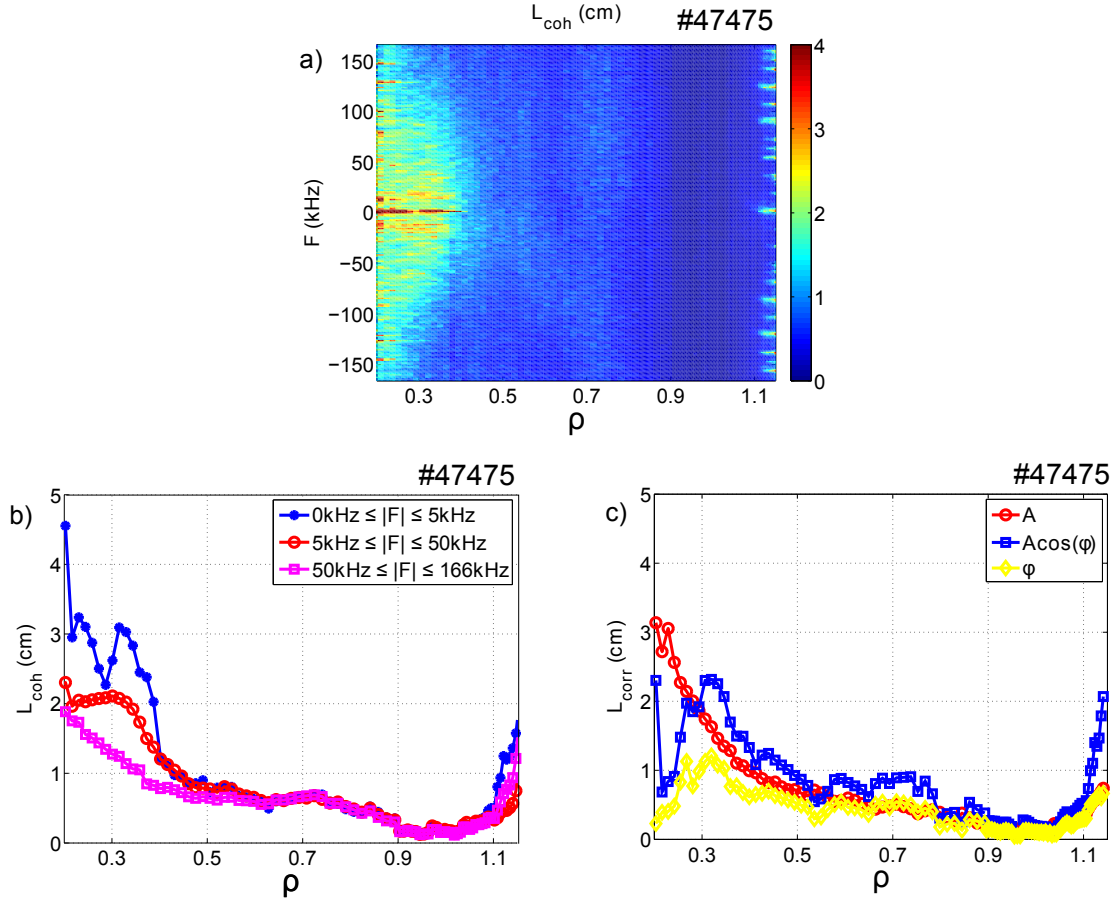 L_coh (cm) #47475
a)
150
100
50
0
−50
−100
−150
F (kHz)
0.3 0.5 0.7 0.9 1.1
ρ
4
3
2
1
0
#47475
b)
5
4
3
2
1
0
L_coh (cm)
0kHz ≤ |F| ≤ 5kHz
5kHz ≤ |F| ≤ 50kHz
50kHz ≤ |F| ≤ 166kHz
0.3 0.5 0.7 0.9 1.1
ρ
#47475
c)
5
4
3
2
1
0
L_corr (cm)
A
Acos(φ)
φ
0.3 0.5 0.7 0.9 1.1
ρ